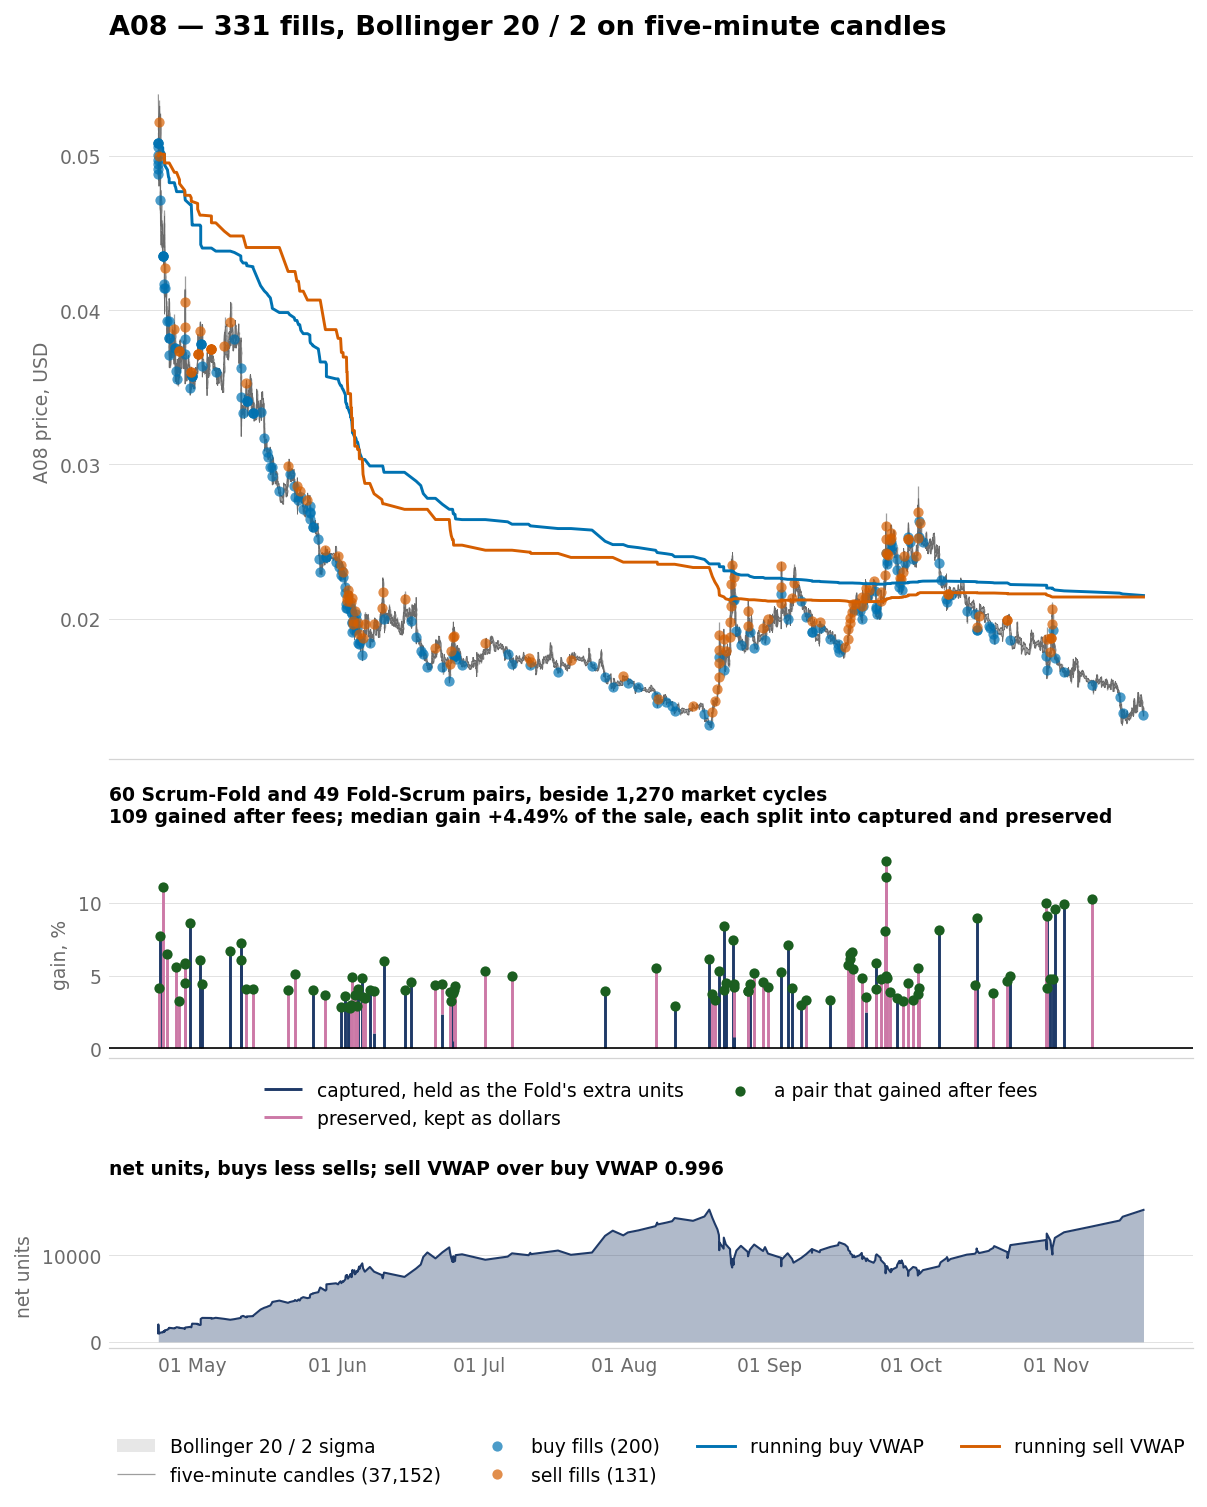 A08 — 331 fills, Bollinger 20 / 2 on five-minute candles
0.05
0.04
0.03
0.02
A08 price, USD
60 Scrum-Fold and 49 Fold-Scrum pairs, beside 1,270 market cycles
109 gained after fees; median gain +4.49% of the sale, each split into captured and preserved
10
5
0
gain, %
captured, held as the Fold's extra units
preserved, kept as dollars
a pair that gained after fees
net units, buys less sells; sell VWAP over buy VWAP 0.996
10000
0
net units
01 May 01 Jun 01 Jul 01 Aug 01 Sep 01 Oct 01 Nov
Bollinger 20 / 2 sigma
five-minute candles (37,152)
buy fills (200)
sell fills (131)
running buy VWAP
running sell VWAP